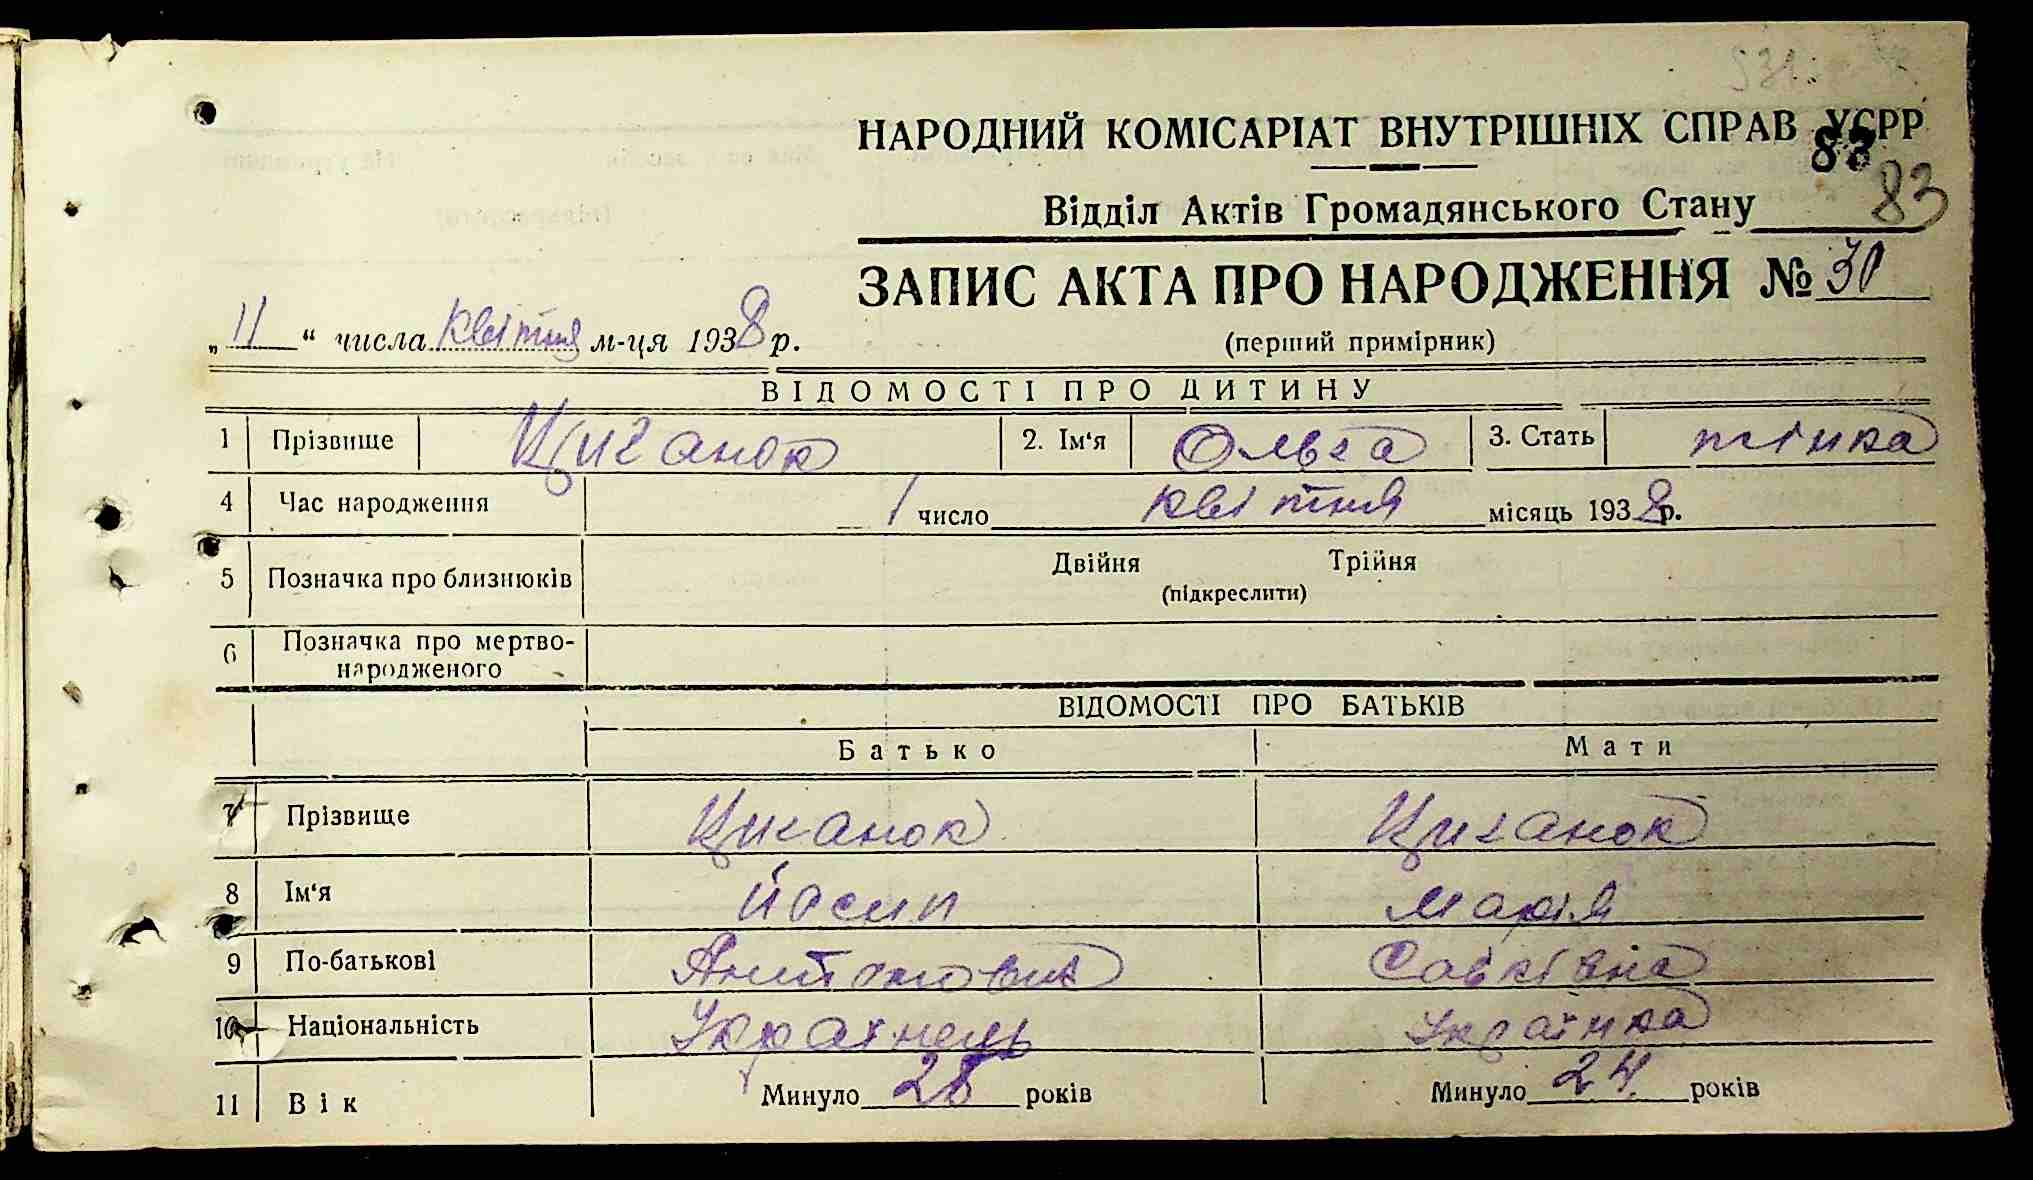 НАРОДНИЙ КОМІСАРІАТ ВНУТРІШНІХ СПРАВ УСРР
83
Відділ Актів Громадянського Стану 83
ЗАПИС АКТА ПРО НАРОДЖЕННЯ № 30
„11“ числа квітня м-ця 1938 р.
(перший примірник)
ВІДОМОСТІ ПРО ДИТИНУ
1 Прізвище Циганок 2. Ім‘я Ольга 3. Стать жінка
4 Час народження 1 число квітня місяць 1938 р.
5 Позначка про близнюків Двійня Трійня
(підкреслити)
6 Позначка про мертво-
народженого
ВІДОМОСТІ ПРО БАТЬКІВ
Батько Мати
7 Прізвище Циганок Циганок
8 Ім‘я Йосип Марія
9 По-батькові Антонович Савківна
10 Національність Українець Українка
11 Вік Минуло 28 років Минуло 24 років